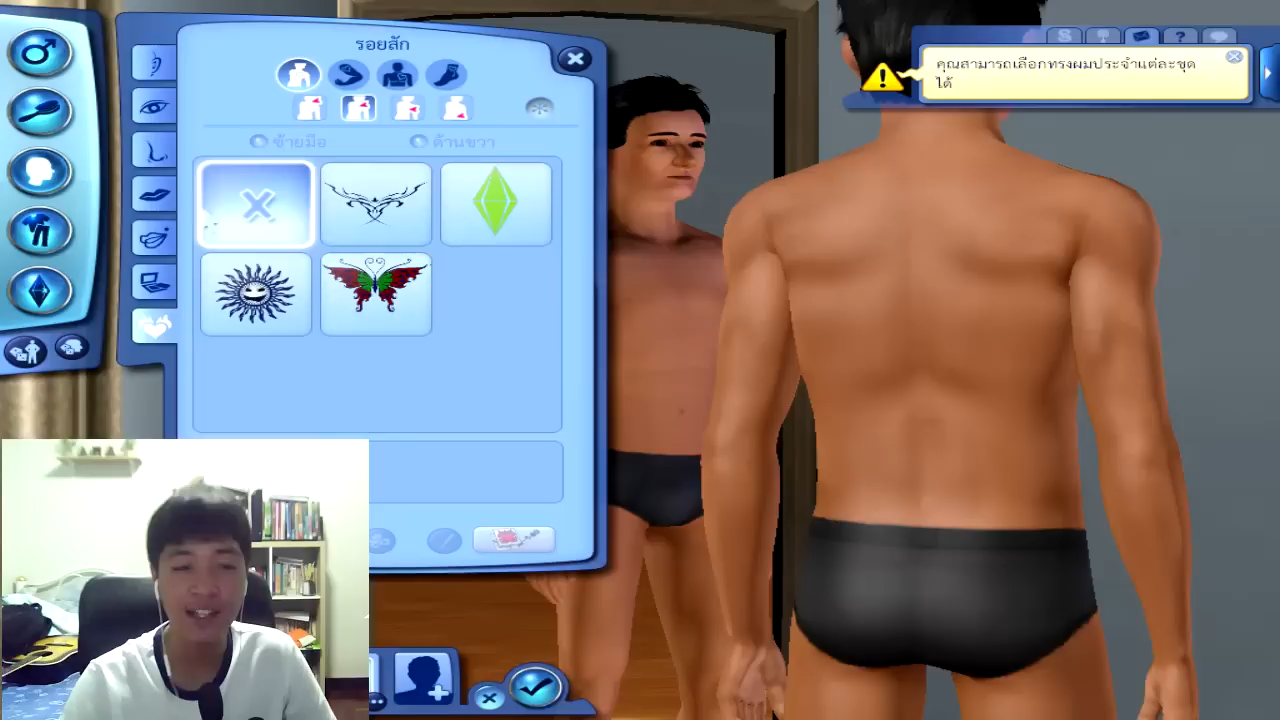 รอยสัก
คุณสามารถเลือกทรงผมประจำแต่ละชุด
ได้
ซ้ายมือ
ด้านขวา